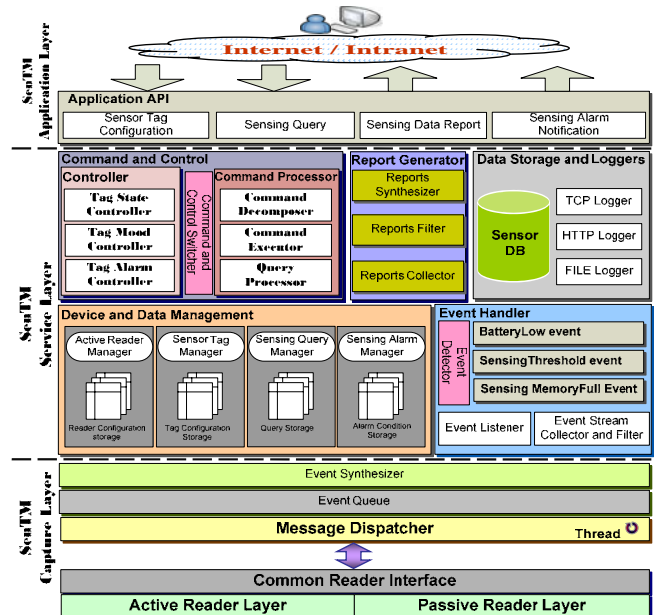 Internet / Intranet
SenTM
Application Layer
Application API
Sensor Tag
Configuration
Sensing Query
Sensing Data Report
Sensing Alarm
Notification
SenTM
Service Layer
Command and Control
Controller
Tag State
Controller
Tag Mood
Controller
Tag Alarm
Controller
Command and
Control Switcher
Command Processor
Command
Decomposer
Command
Executor
Query
Processor
Report Generator
Reports
Synthesizer
Reports Filter
Reports Collector
Data Storage and Loggers
Sensor
DB
TCP Logger
HTTP Logger
FILE Logger
Device and Data Management
Active Reader
Manager
Reader Configuration
storage
Sensor Tag
Manager
Tag Configuration
Storage
Sensing Query
Manager
Query Storage
Sensing Alarm
Manager
Alarm Condition
Storage
Event Handler
Event
Detector
BatteryLow event
SensingThreshold event
Sensing MemoryFull Event
Event Listener
Event Stream
Collector and Filter
SenTM
Capture Layer
Event Synthesizer
Event Queue
Message Dispatcher
Thread
Common Reader Interface
Active Reader Layer
Passive Reader Layer